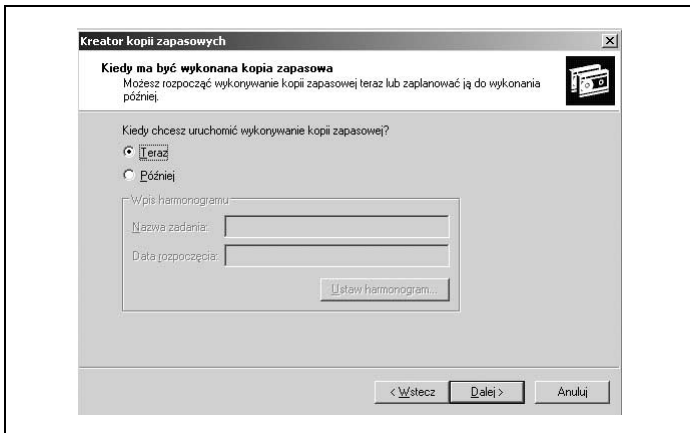 Kreator kopii zapasowych
Kiedy ma być wykonana kopia zapasowa
Możesz rozpocząć wykonywanie kopii zapasowej teraz lub zaplanować ją do wykonania
później.
Kiedy chcesz uruchomić wykonywanie kopii zapasowej?
Teraz
Później
Wpis harmonogramu
Nazwa zadania:
Data rozpoczęcia:
Ustaw harmonogram...
< Wstecz Dalej > Anuluj